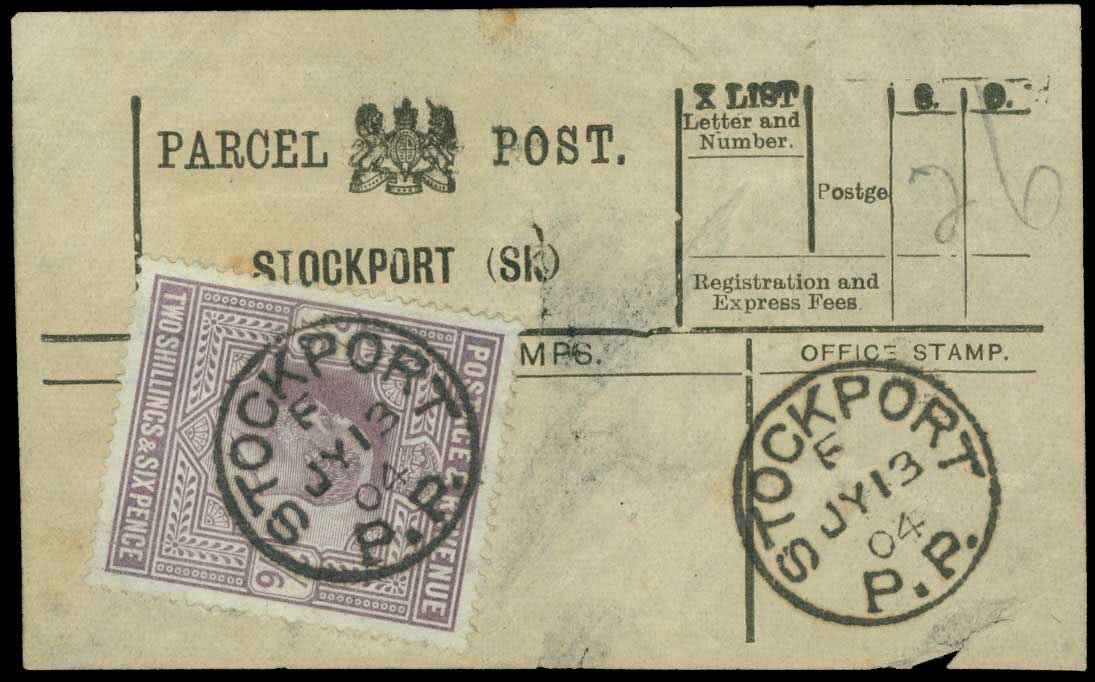 PARCEL POST.
STOCKPORT (SK)
X LIST
Letter and
Number.
S. D.
Postge
2 6
Registration and
Express Fees.
MPS.
OFFICE STAMP.
POSTAGE & REVENUE
TWO SHILLINGS & SIXPENCE
STOCKPORT
F
JY 13
04
P.P.
STOCKPORT
F
JY 13
04
P.P.